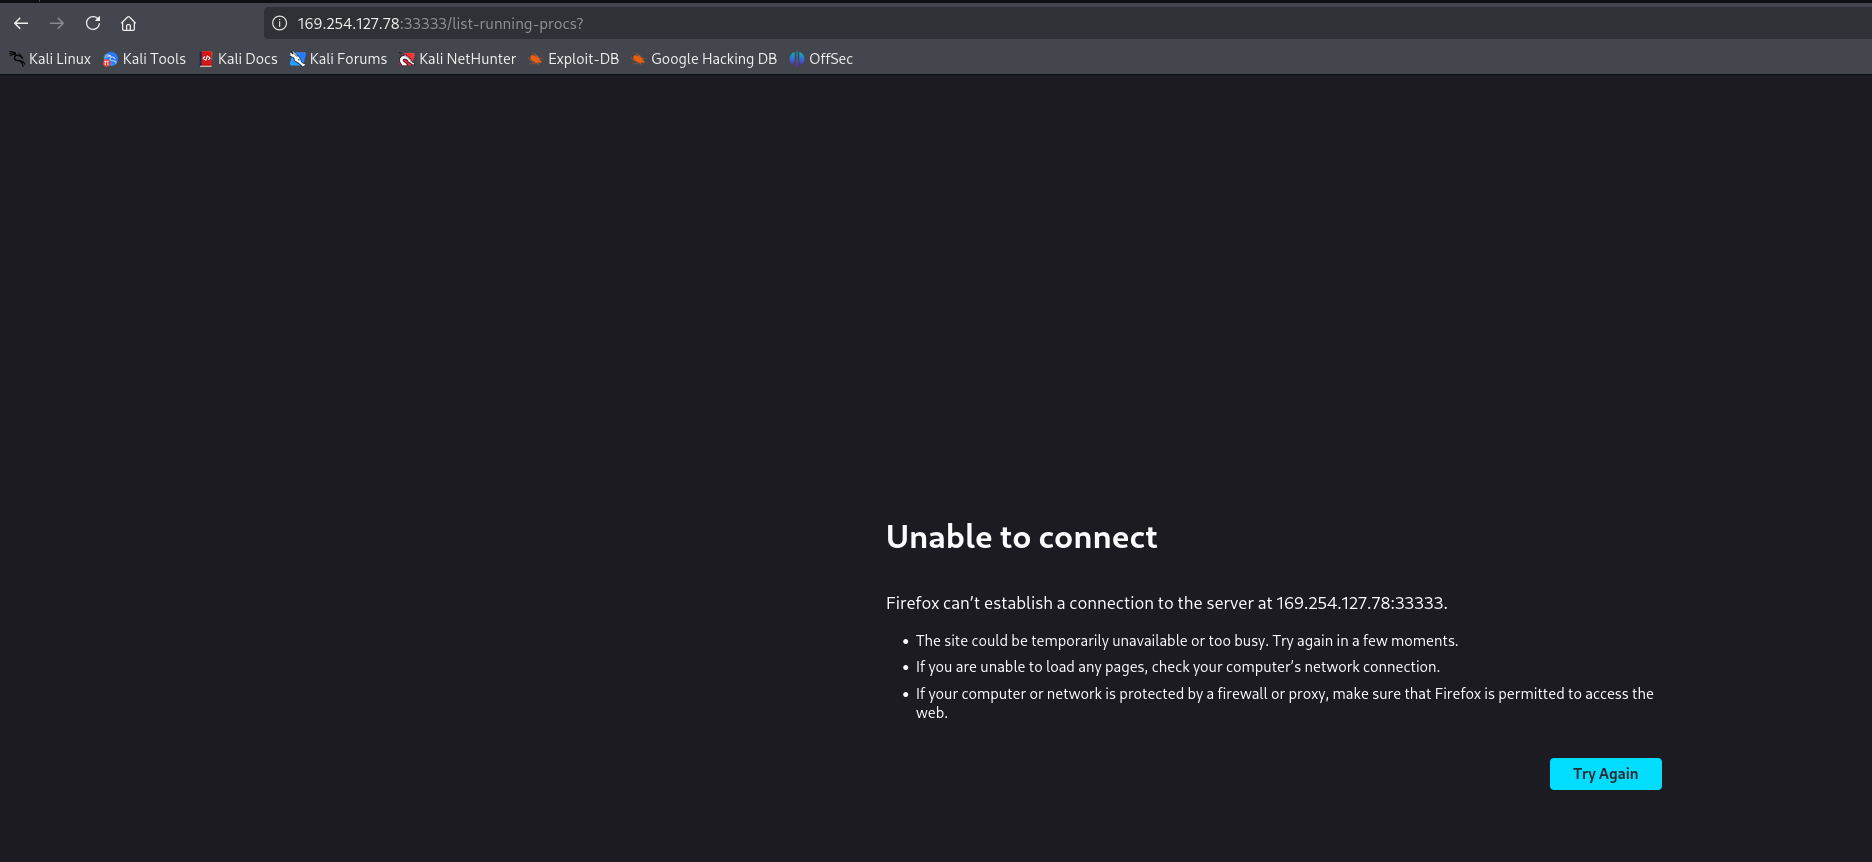 169.254.127.78:33333/list-running-procs?
Kali Linux Kali Tools Kali Docs Kali Forums Kali NetHunter Exploit-DB Google Hacking DB OffSec
Unable to connect
Firefox can’t establish a connection to the server at 169.254.127.78:33333.
• The site could be temporarily unavailable or too busy. Try again in a few moments.
• If you are unable to load any pages, check your computer’s network connection.
• If your computer or network is protected by a firewall or proxy, make sure that Firefox is permitted to access the
web.
Try Again